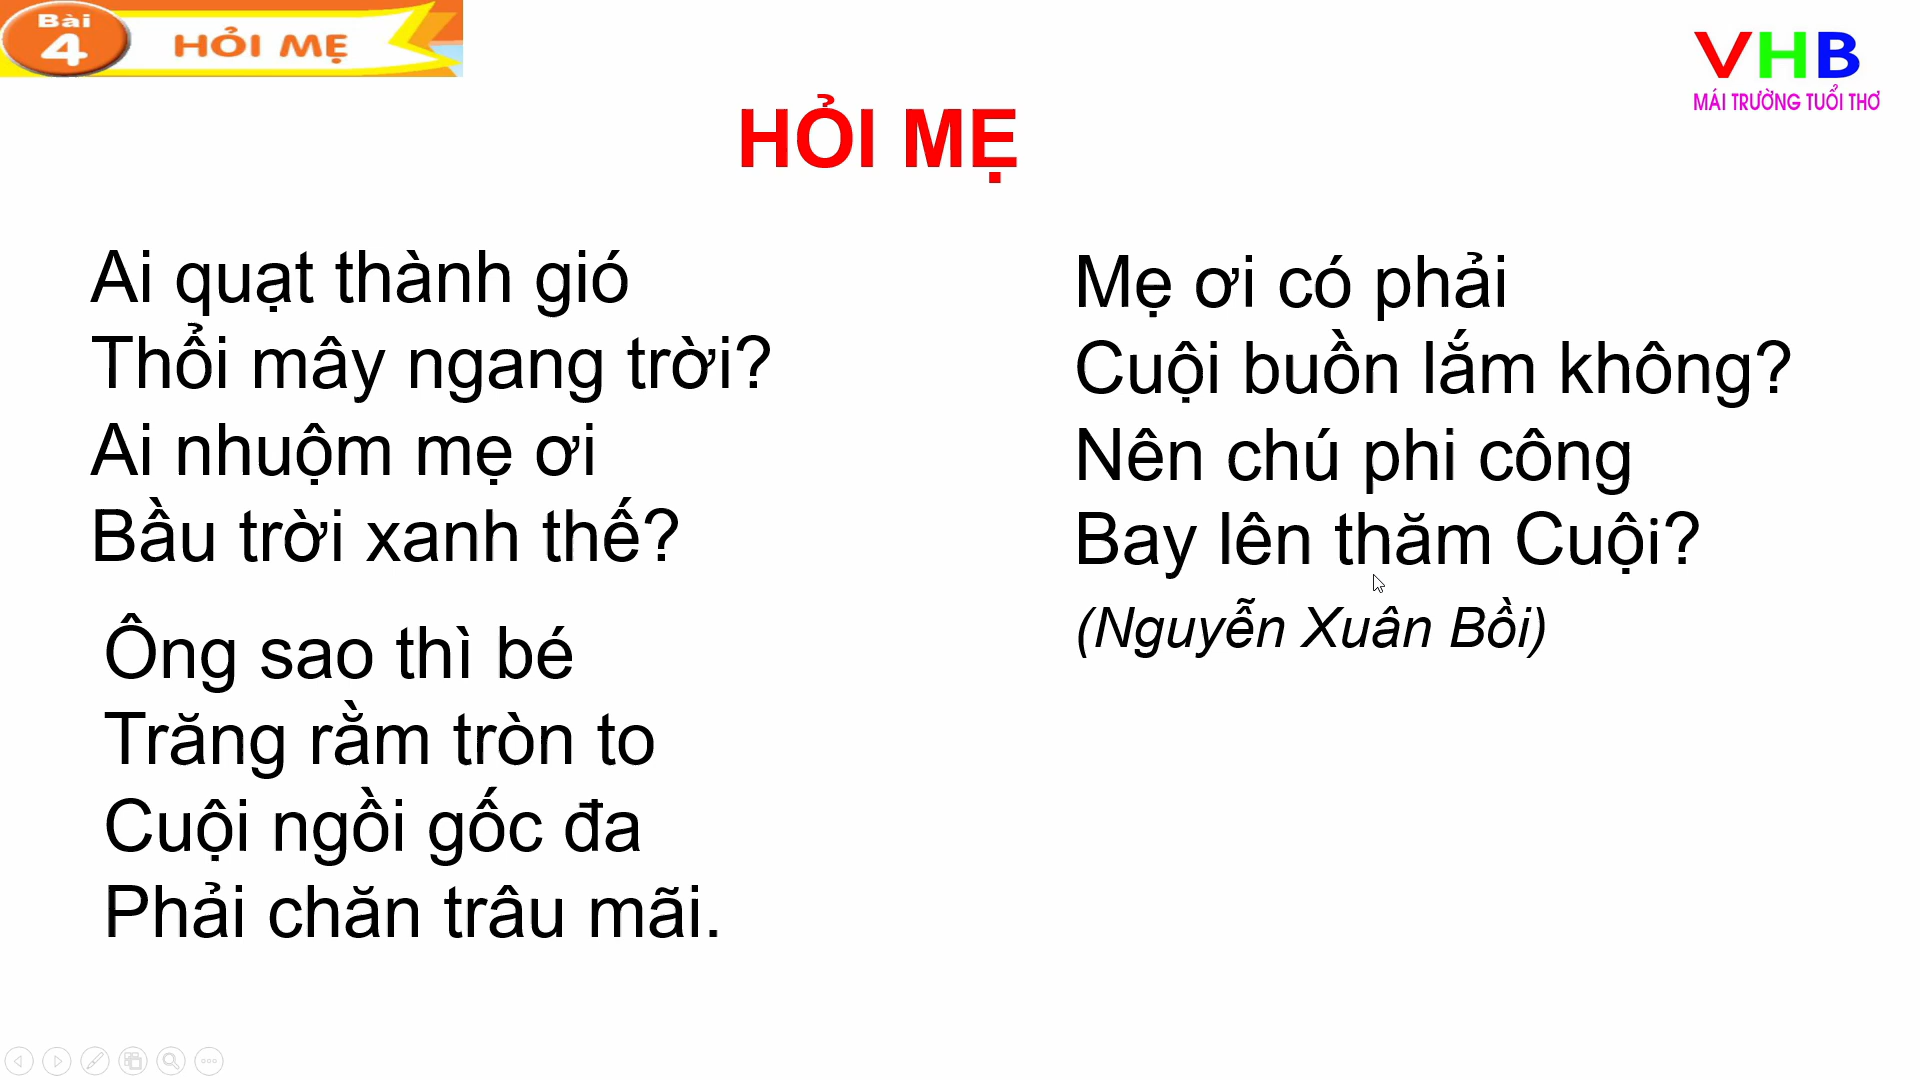 Bài
4
HỎI MẸ
VHB
MÁI TRƯỜNG TUỔI THƠ
HỎI MẸ
Ai quạt thành gió
Thổi mây ngang trời?
Ai nhuộm mẹ ơi
Bầu trời xanh thế?
Ông sao thì bé
Trăng rằm tròn to
Cuội ngồi gốc đa
Phải chăn trâu mãi.
Mẹ ơi có phải
Cuội buồn lắm không?
Nên chú phi công
Bay lên thăm Cuội?
(Nguyễn Xuân Bồi)